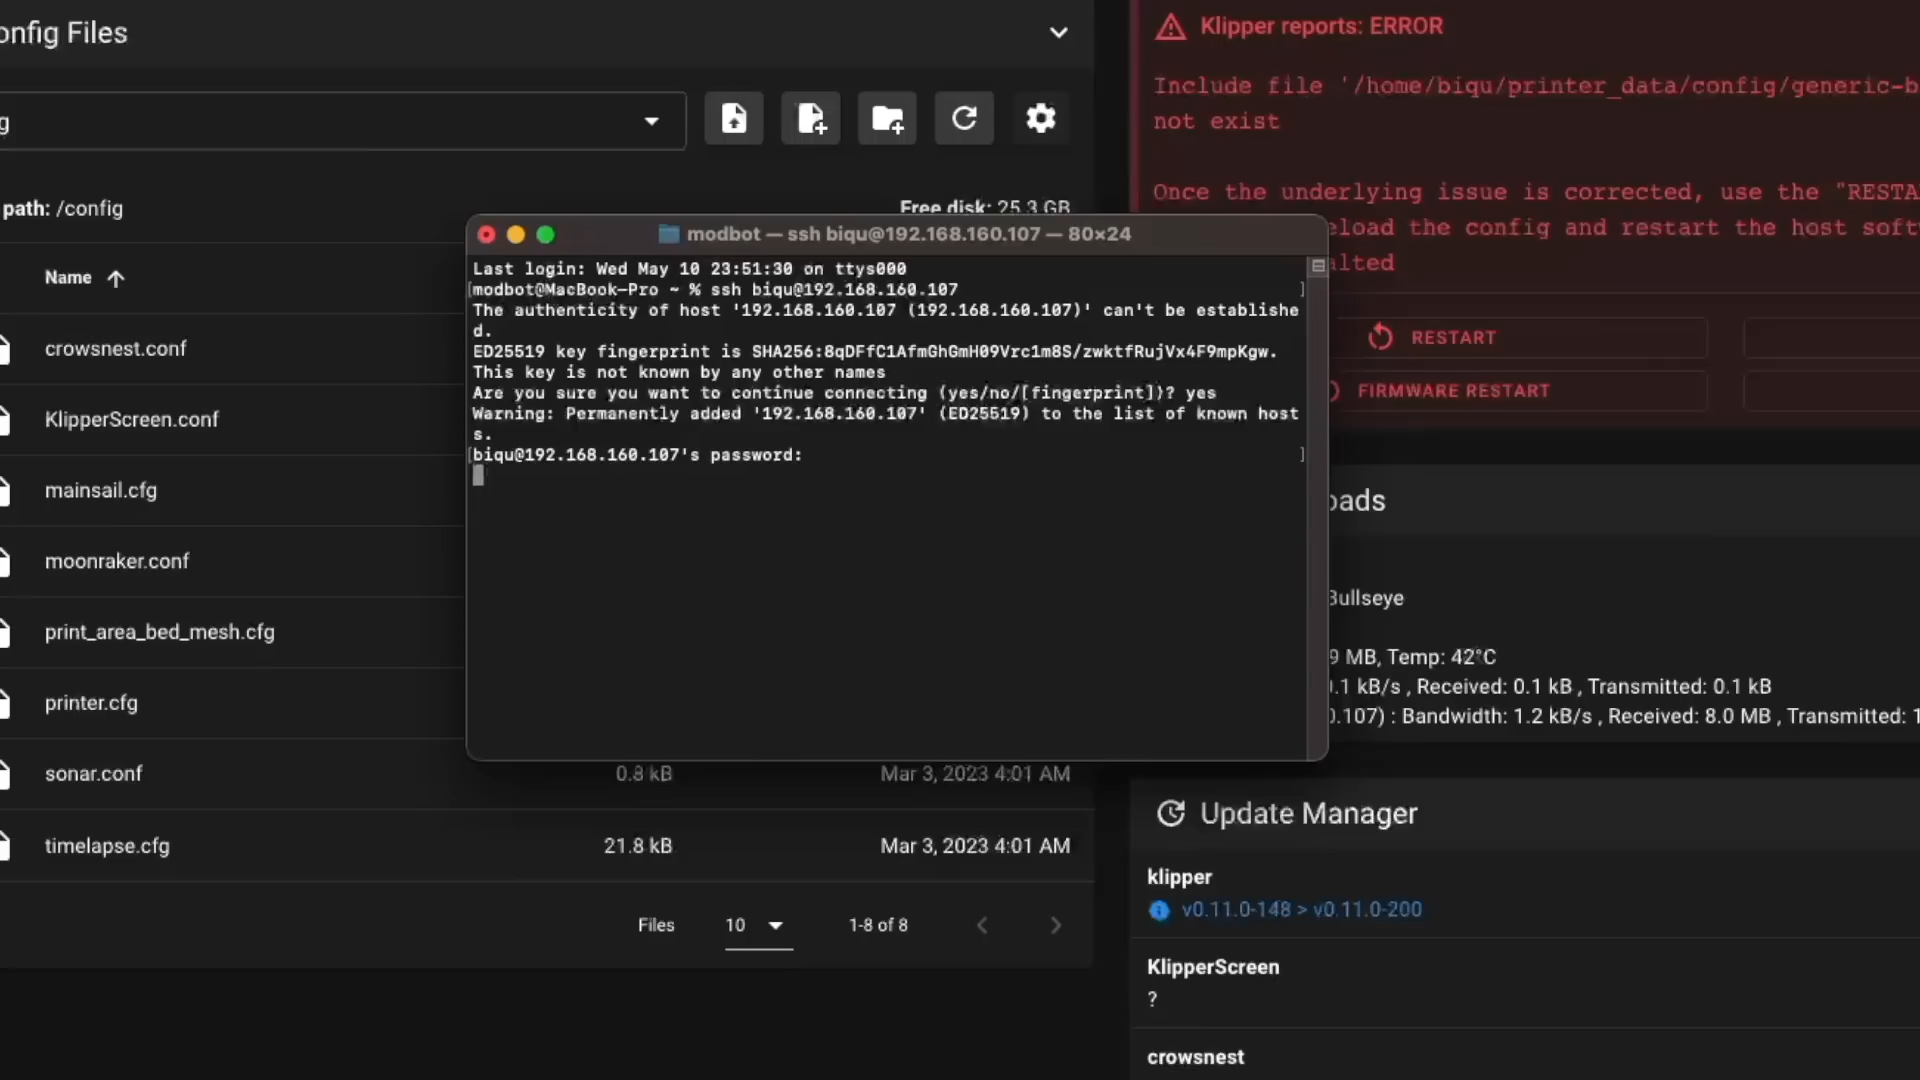 onfig Files
g
path: /config
Free disk: 25.3 GB
Name
crowsnest.conf
KlipperScreen.conf
mainsail.cfg
moonraker.conf
print_area_bed_mesh.cfg
printer.cfg
sonar.conf 0.8 kB Mar 3, 2023 4:01 AM
timelapse.cfg 21.8 kB Mar 3, 2023 4:01 AM
Files 10 1-8 of 8
modbot — ssh biqu@192.168.160.107 — 80×24
Last login: Wed May 10 23:51:30 on ttys000
[modbot@MacBook-Pro ~ % ssh biqu@192.168.160.107 ]
The authenticity of host '192.168.160.107 (192.168.160.107)' can't be establishe
d.
ED25519 key fingerprint is SHA256:8qDFfC1AfmGhGmH09Vrc1m8S/zwktfRujVx4F9mpKgw.
This key is not known by any other names
Are you sure you want to continue connecting (yes/no/[fingerprint])? yes
Warning: Permanently added '192.168.160.107' (ED25519) to the list of known host
s.
[biqu@192.168.160.107's password: ]
Klipper reports: ERROR
Include file '/home/biqu/printer_data/config/generic-b
not exist
Once the underlying issue is corrected, use the "RESTA
eload the config and restart the host soft
alted
RESTART
FIRMWARE RESTART
oads
Bullseye
9 MB, Temp: 42°C
.1 kB/s , Received: 0.1 kB , Transmitted: 0.1 kB
0.107) : Bandwidth: 1.2 kB/s , Received: 8.0 MB , Transmitted: 1
Update Manager
klipper
v0.11.0-148 > v0.11.0-200
KlipperScreen
?
crowsnest